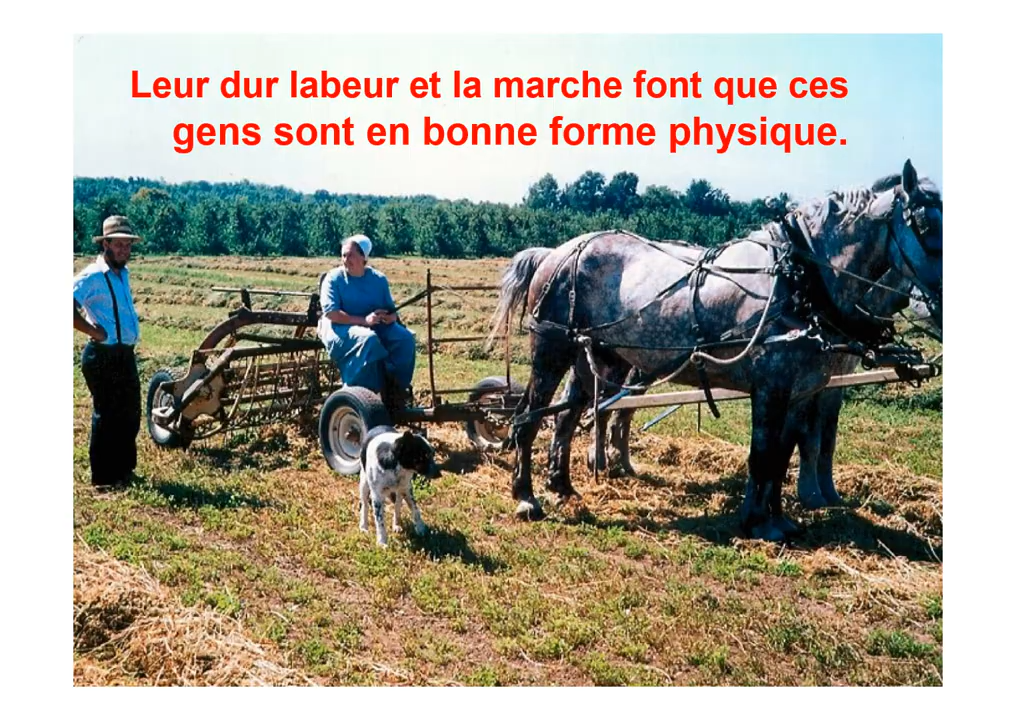 Leur dur labeur et la marche font que ces
gens sont en bonne forme physique.